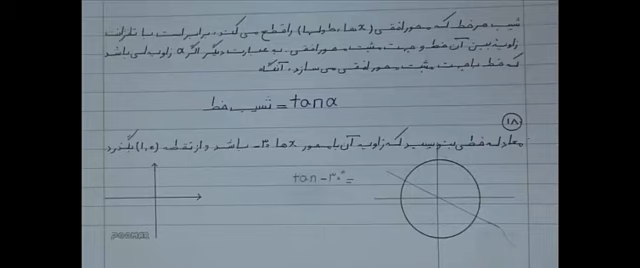 شیب هر خط که محور افقی (xها، طولها) را قطع می‌کند، برابر است با تانژانت
زاویه بین آن خط و جهت مثبت محور افقی. به عبارت دیگر اگر α زاویه ای باشد
که خط با جهت مثبت محور افقی می سازد، آنگاه
شیب خط = tanα
۱۸
معادله خطی بنویسید که زاویه آن با محور xها ۳۰- باشد و از نقطه (۱,۰) بگذرد
tan -۳۰° =